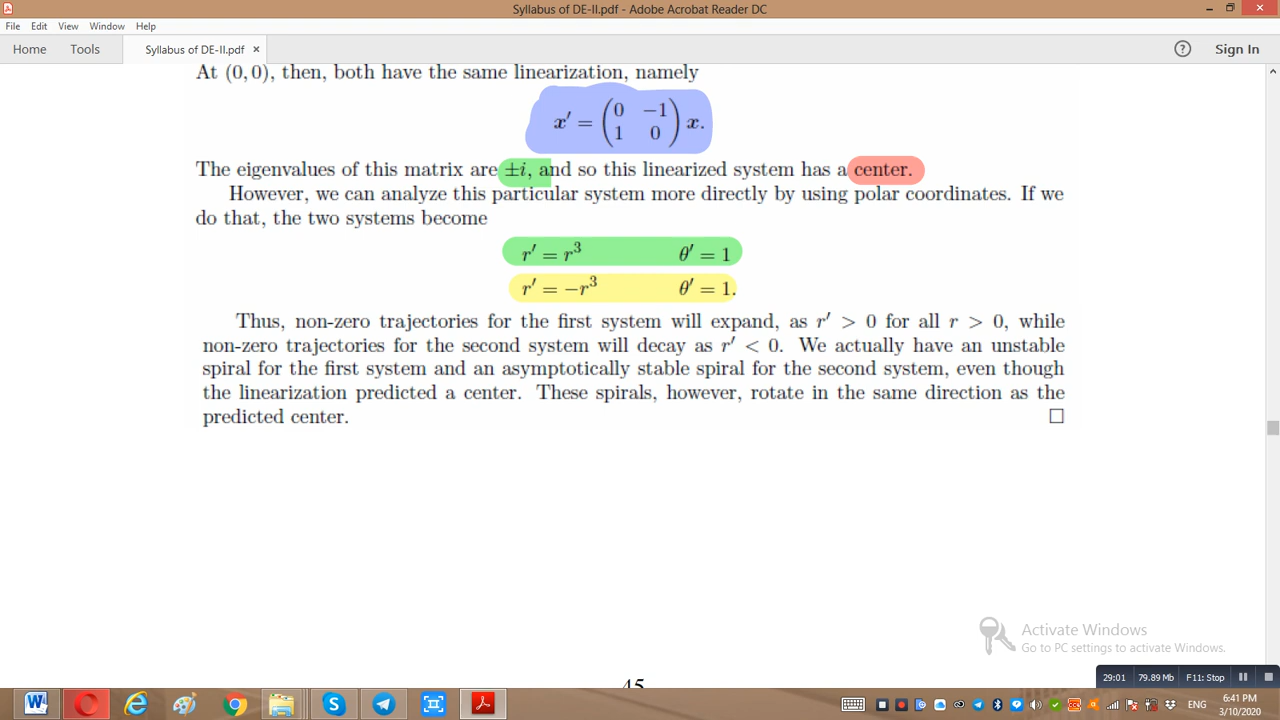 Syllabus of DE-II.pdf - Adobe Acrobat Reader DC
File Edit View Window Help
Home Tools Syllabus of DE-II.pdf × ? Sign In
At (0, 0), then, both have the same linearization, namely
x′ = (0 −1
1 0) x.
The eigenvalues of this matrix are ±i, and so this linearized system has a center.
However, we can analyze this particular system more directly by using polar coordinates. If we
do that, the two systems become
r′ = r³ θ′ = 1
r′ = −r³ θ′ = 1.
Thus, non-zero trajectories for the first system will expand, as r′ > 0 for all r > 0, while
non-zero trajectories for the second system will decay as r′ < 0. We actually have an unstable
spiral for the first system and an asymptotically stable spiral for the second system, even though
the linearization predicted a center. These spirals, however, rotate in the same direction as the
predicted center. □
Activate Windows
Go to PC settings to activate Windows.
45
29:01 79.89 Mb F11: Stop
ENG 6:41 PM
3/10/2020